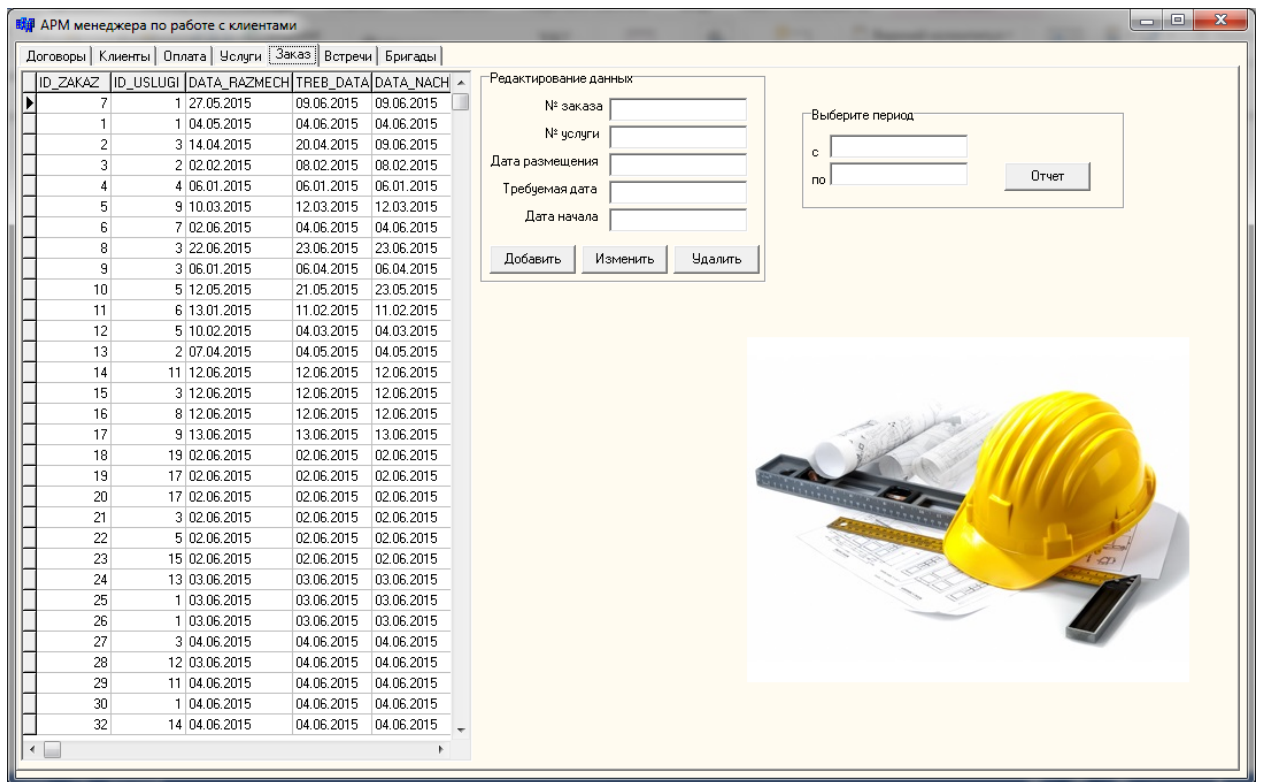 АРМ менеджера по работе с клиентами
Договоры Клиенты Оплата Услуги Заказ Встречи Бригады
ID_ZAKAZ ID_USLUGI DATA_RAZMECH TREB_DATA DATA_NACH
7 1 27.05.2015 09.06.2015 09.06.2015
1 1 04.05.2015 04.06.2015 04.06.2015
2 3 14.04.2015 20.04.2015 09.06.2015
3 2 02.02.2015 08.02.2015 08.02.2015
4 4 06.01.2015 06.01.2015 06.01.2015
5 9 10.03.2015 12.03.2015 12.03.2015
6 7 02.06.2015 04.06.2015 04.06.2015
8 3 22.06.2015 23.06.2015 23.06.2015
9 3 06.01.2015 06.04.2015 06.04.2015
10 5 12.05.2015 21.05.2015 23.05.2015
11 6 13.01.2015 11.02.2015 11.02.2015
12 5 10.02.2015 04.03.2015 04.03.2015
13 2 07.04.2015 04.05.2015 04.05.2015
14 11 12.06.2015 12.06.2015 12.06.2015
15 3 12.06.2015 12.06.2015 12.06.2015
16 8 12.06.2015 12.06.2015 12.06.2015
17 9 13.06.2015 13.06.2015 13.06.2015
18 19 02.06.2015 02.06.2015 02.06.2015
19 17 02.06.2015 02.06.2015 02.06.2015
20 17 02.06.2015 02.06.2015 02.06.2015
21 3 02.06.2015 02.06.2015 02.06.2015
22 5 02.06.2015 02.06.2015 02.06.2015
23 15 02.06.2015 02.06.2015 02.06.2015
24 13 03.06.2015 03.06.2015 03.06.2015
25 1 03.06.2015 03.06.2015 03.06.2015
26 1 03.06.2015 03.06.2015 03.06.2015
27 3 04.06.2015 04.06.2015 04.06.2015
28 12 03.06.2015 04.06.2015 04.06.2015
29 11 04.06.2015 04.06.2015 04.06.2015
30 1 04.06.2015 04.06.2015 04.06.2015
32 14 04.06.2015 04.06.2015 04.06.2015
Редактирование данных
№ заказа
№ услуги
Дата размещения
Требуемая дата
Дата начала
Добавить Изменить Удалить
Выберите период
с
по
Отчет